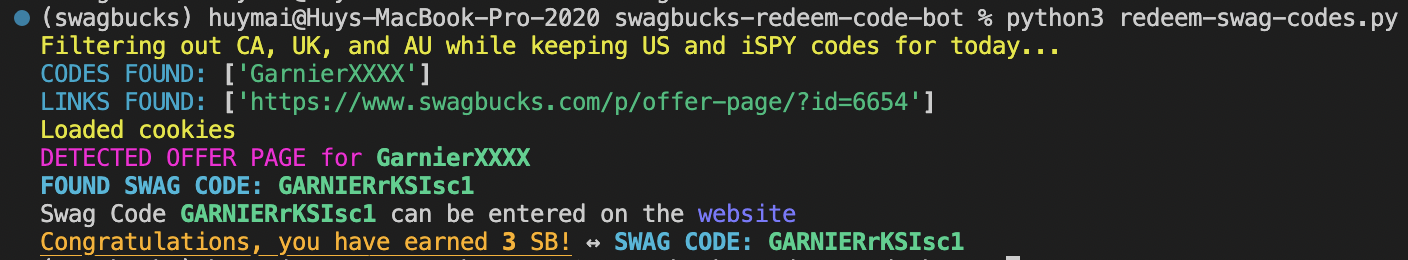 (swagbucks) huymai@Huys-MacBook-Pro-2020 swagbucks-redeem-code-bot % python3 redeem-swag-codes.py
Filtering out CA, UK, and AU while keeping US and iSPY codes for today...
CODES FOUND: ['GarnierXXXX']
LINKS FOUND: ['https://www.swagbucks.com/p/offer-page/?id=6654']
Loaded cookies
DETECTED OFFER PAGE for GarnierXXXX
FOUND SWAG CODE: GARNIERrKSIsc1
Swag Code GARNIERrKSIsc1 can be entered on the website
Congratulations, you have earned 3 SB! ↔ SWAG CODE: GARNIERrKSIsc1